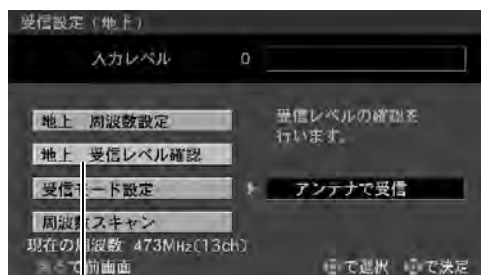 受信設定(地上)
入力レベル 0
地上 周波数設定
受信レベルの確認を
行います。
地上 受信レベル確認
受信モード設定
アンテナで受信
周波数スキャン
現在の周波数 473MHz(13ch)
で前画面
で選択 で決定